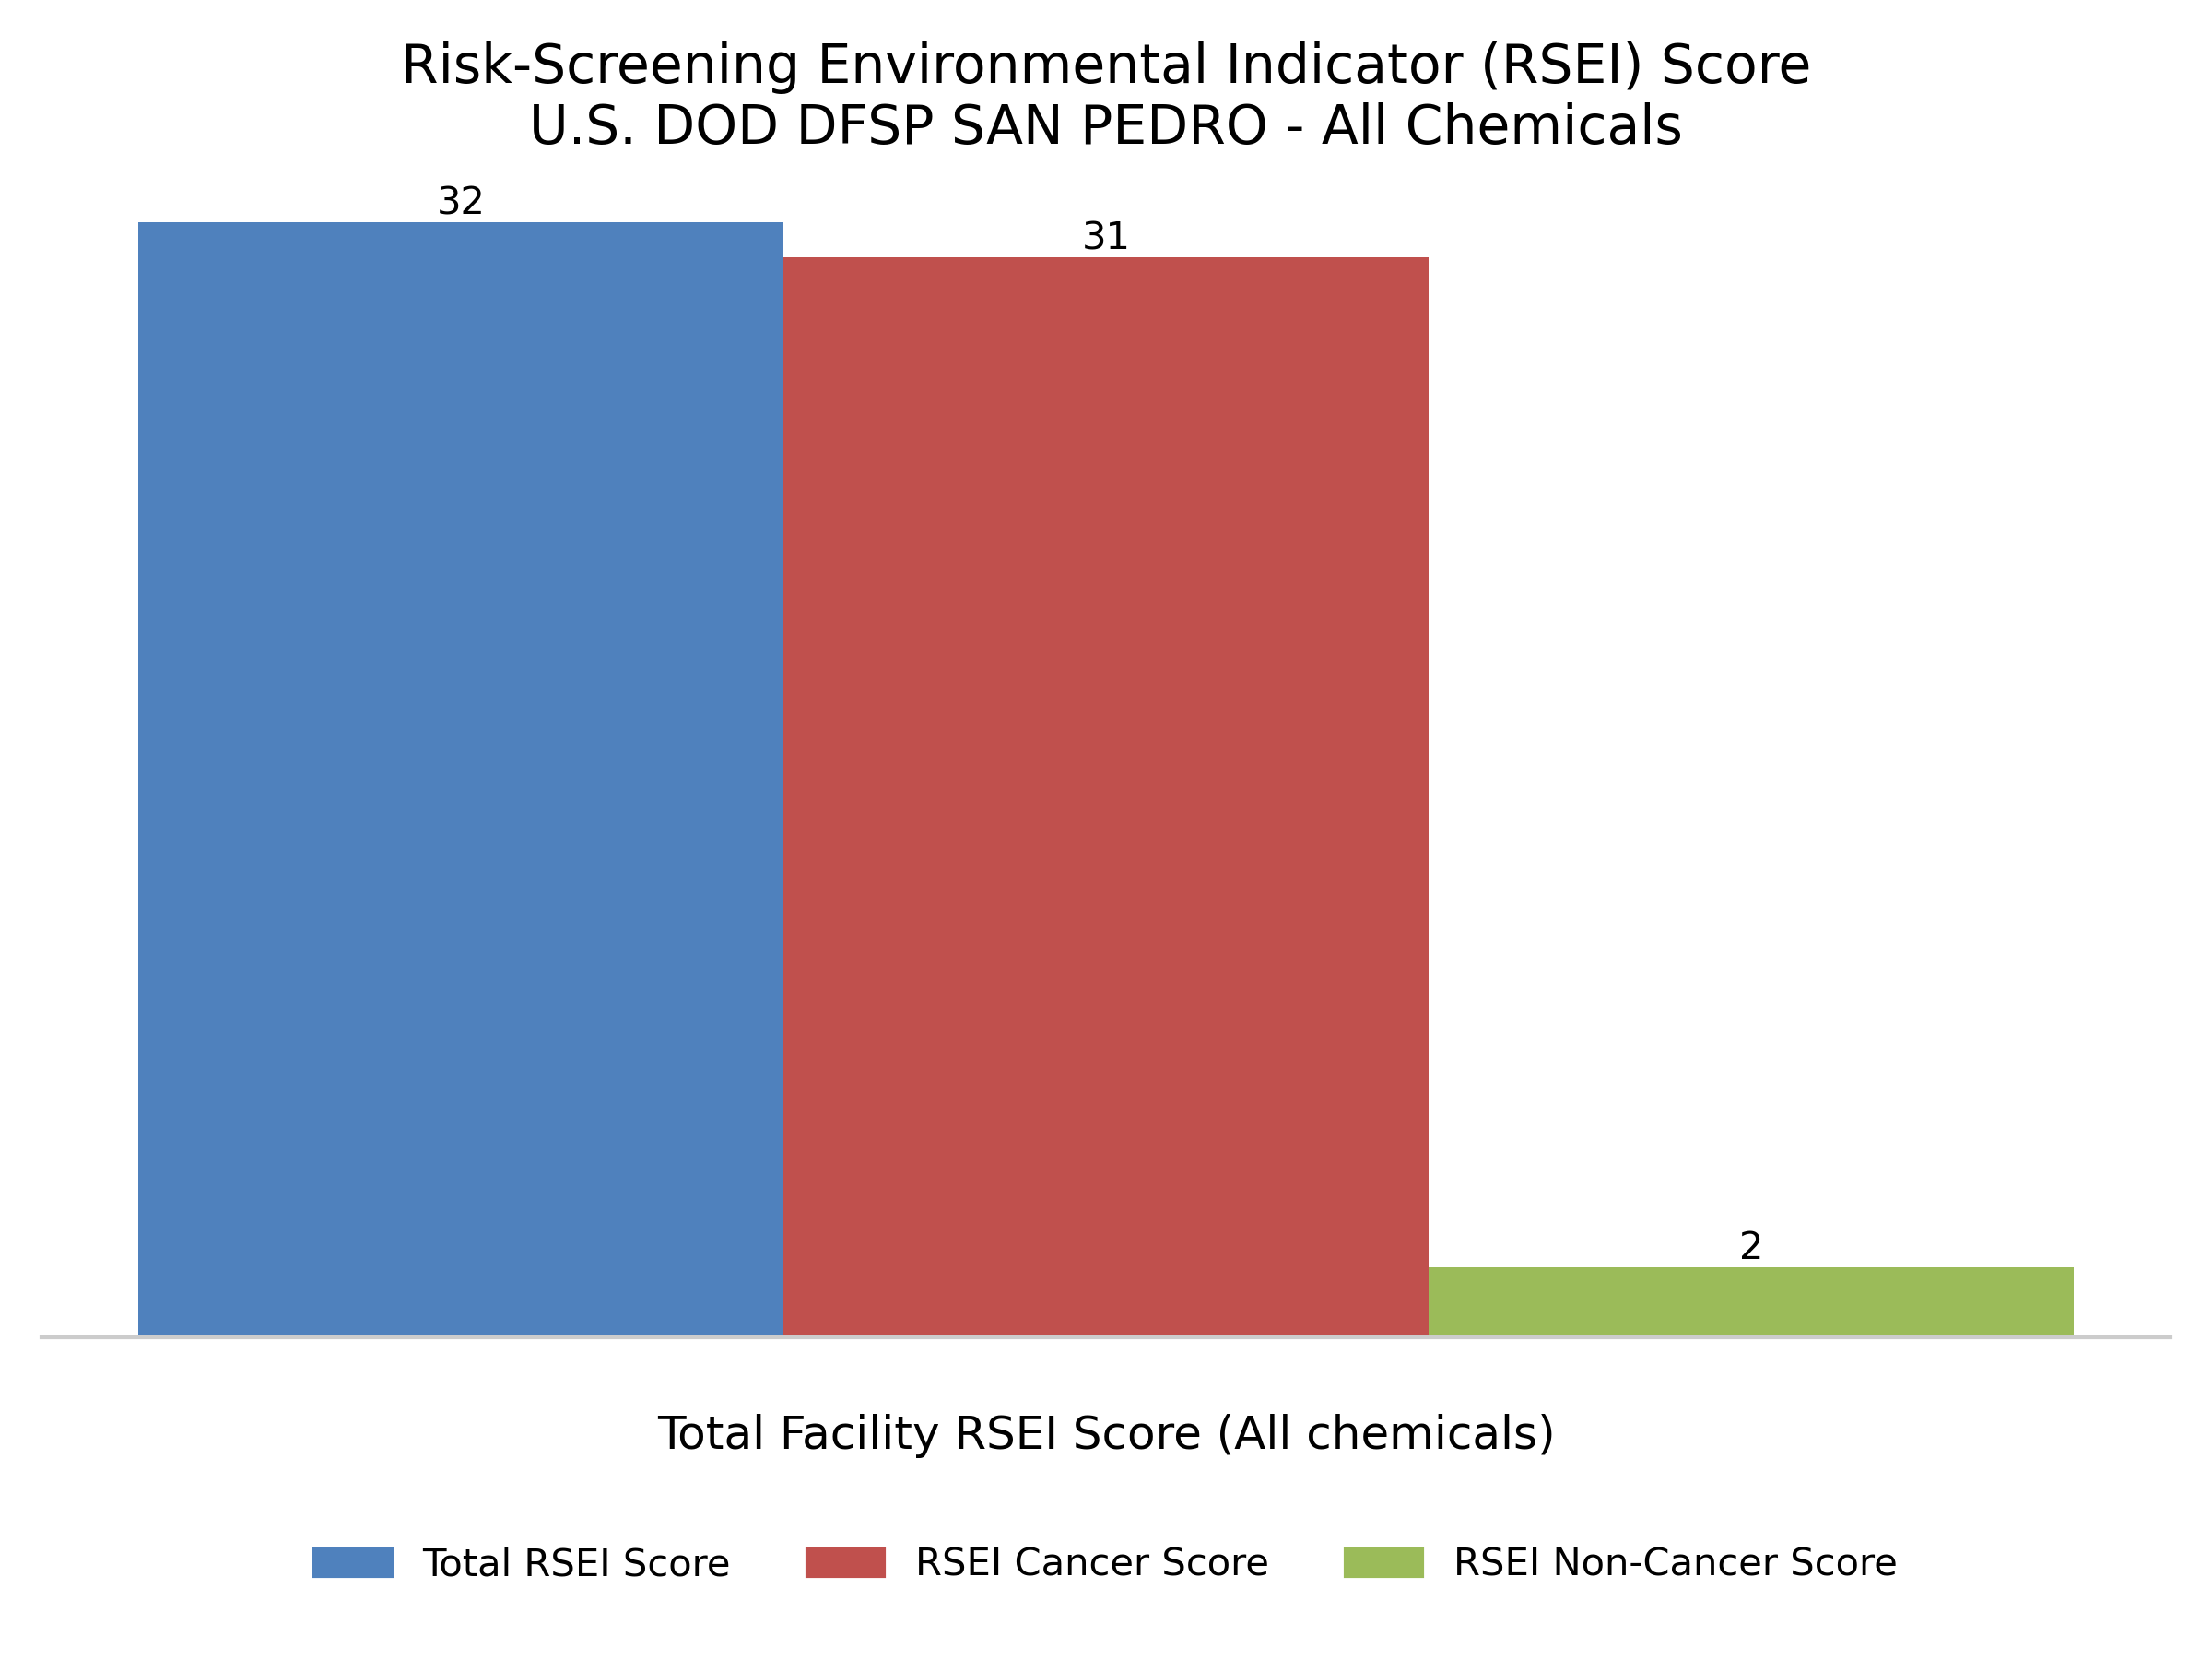 Risk-Screening Environmental Indicator (RSEI) Score
U.S. DOD DFSP SAN PEDRO - All Chemicals
32
31
2
Total Facility RSEI Score (All chemicals)
Total RSEI Score
RSEI Cancer Score
RSEI Non-Cancer Score